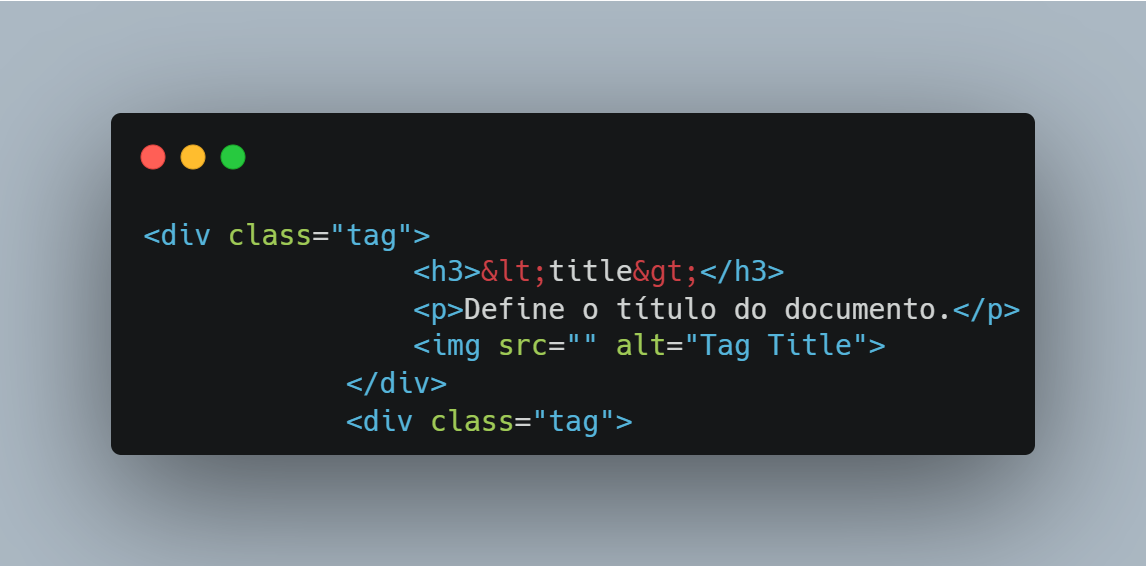 <div class="tag">
<h3>&lt;title&gt;</h3>
<p>Define o título do documento.</p>
<img src="" alt="Tag Title">
</div>
<div class="tag">